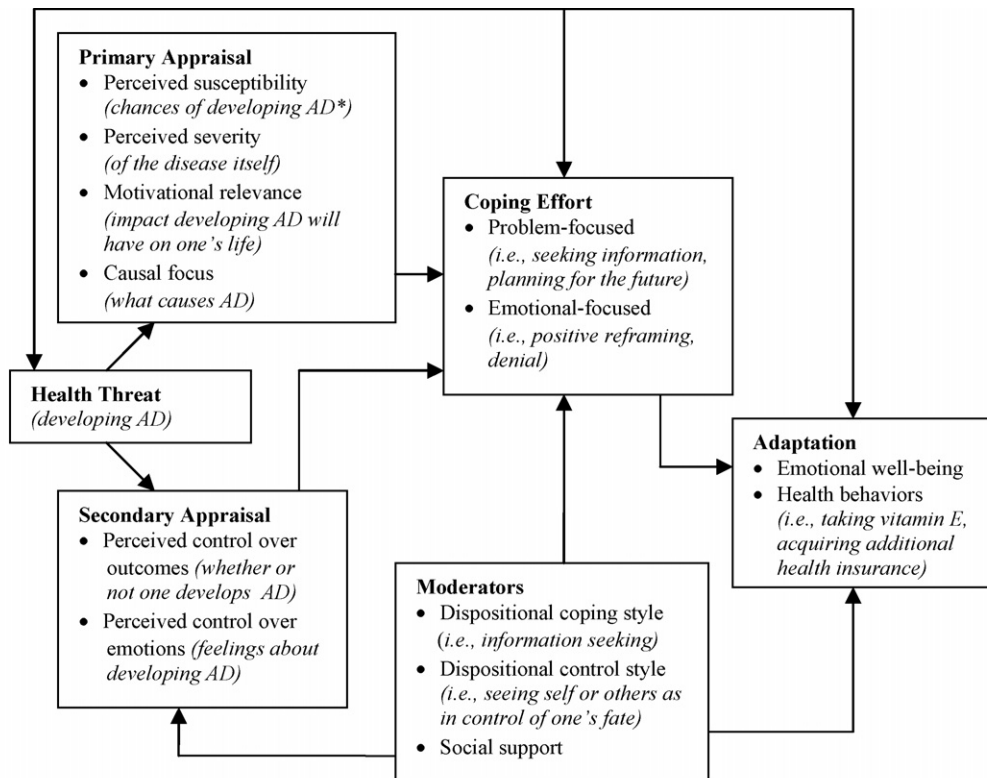 Primary Appraisal
• Perceived susceptibility
(chances of developing AD*)
• Perceived severity
(of the disease itself)
• Motivational relevance
(impact developing AD will
have on one's life)
• Causal focus
(what causes AD)
Coping Effort
• Problem-focused
(i.e., seeking information,
planning for the future)
• Emotional-focused
(i.e., positive reframing,
denial)
Health Threat
(developing AD)
Adaptation
• Emotional well-being
• Health behaviors
(i.e., taking vitamin E,
acquiring additional
health insurance)
Secondary Appraisal
• Perceived control over
outcomes (whether or
not one develops AD)
• Perceived control over
emotions (feelings about
developing AD)
Moderators
• Dispositional coping style
(i.e., information seeking)
• Dispositional control style
(i.e., seeing self or others as
in control of one's fate)
• Social support